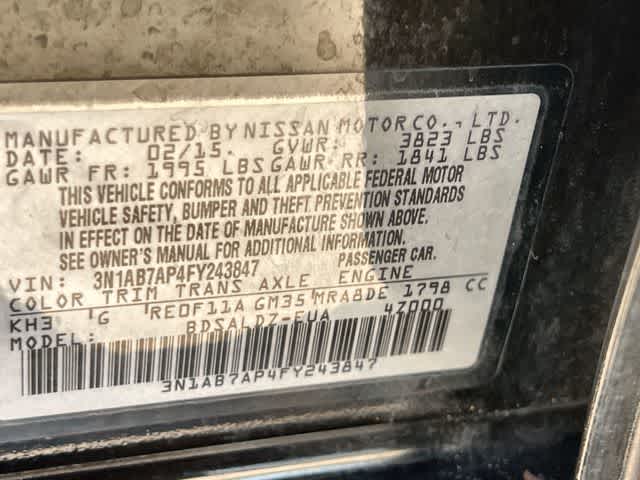 MANUFACTURED BY NISSAN MOTOR CO., LTD.
DATE: 02/15. GVWR: 3823 LBS
GAWR FR: 1995 LBS GAWR RR: 1841 LBS
THIS VEHICLE CONFORMS TO ALL APPLICABLE FEDERAL MOTOR
VEHICLE SAFETY, BUMPER AND THEFT PREVENTION STANDARDS
IN EFFECT ON THE DATE OF MANUFACTURE SHOWN ABOVE.
SEE OWNER'S MANUAL FOR ADDITIONAL INFORMATION.
VIN: 3N1AB7AP4FY243847 PASSENGER CAR.
COLOR TRIM TRANS AXLE ENGINE
KH3 G RE0F11A GM35 MRA8DE 1798 CC
MODEL: BDSALDZ-EUA 4Z000
3N1AB7AP4FY243847